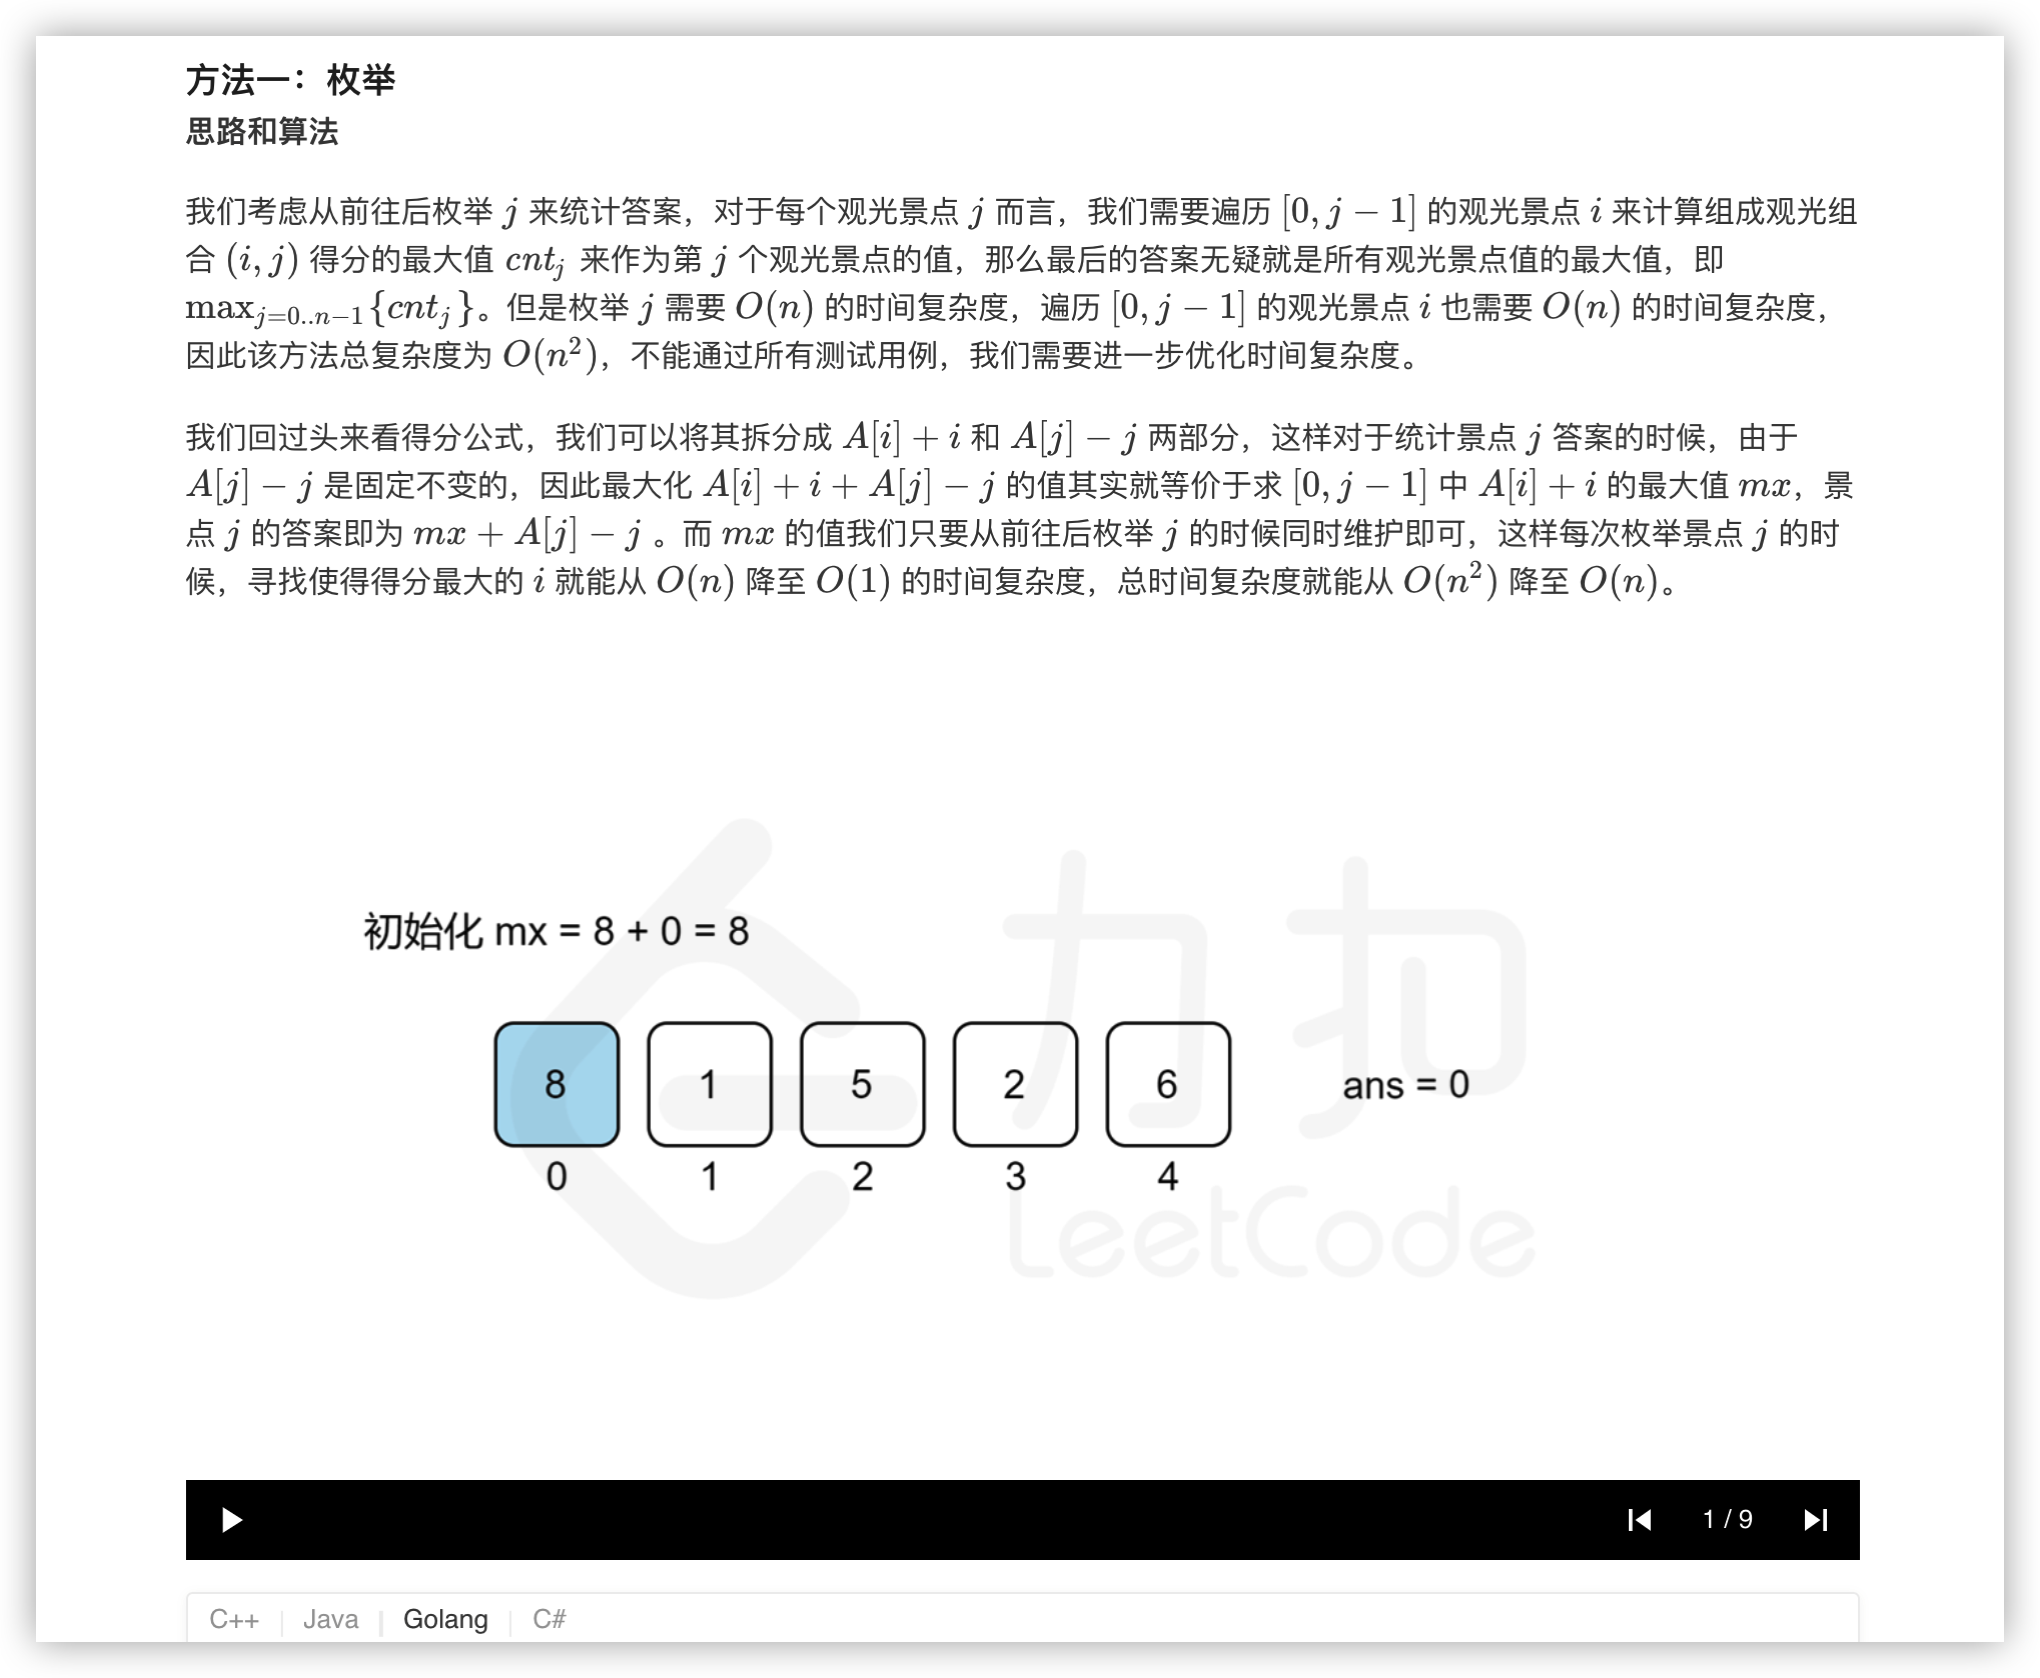 方法一：枚举
思路和算法
我们考虑从前往后枚举 j 来统计答案，对于每个观光景点 j 而言，我们需要遍历 [0, j − 1] 的观光景点 i 来计算组成观光组
合 (i, j) 得分的最大值 cnt_j 来作为第 j 个观光景点的值，那么最后的答案无疑就是所有观光景点值的最大值，即
max_{j=0..n−1}{cnt_j}。但是枚举 j 需要 O(n) 的时间复杂度，遍历 [0, j − 1] 的观光景点 i 也需要 O(n) 的时间复杂度，
因此该方法总复杂度为 O(n²)，不能通过所有测试用例，我们需要进一步优化时间复杂度。
我们回过头来看得分公式，我们可以将其拆分成 A[i] + i 和 A[j] − j 两部分，这样对于统计景点 j 答案的时候，由于
A[j] − j 是固定不变的，因此最大化 A[i] + i + A[j] − j 的值其实就等价于求 [0, j − 1] 中 A[i] + i 的最大值 mx，景
点 j 的答案即为 mx + A[j] − j 。而 mx 的值我们只要从前往后枚举 j 的时候同时维护即可，这样每次枚举景点 j 的时
候，寻找使得得分最大的 i 就能从 O(n) 降至 O(1) 的时间复杂度，总时间复杂度就能从 O(n²) 降至 O(n)。
初始化 mx = 8 + 0 = 8
8 1 5 2 6 ans = 0
0 1 2 3 4
力扣
LeetCode
1 / 9
C++ Java Golang C#